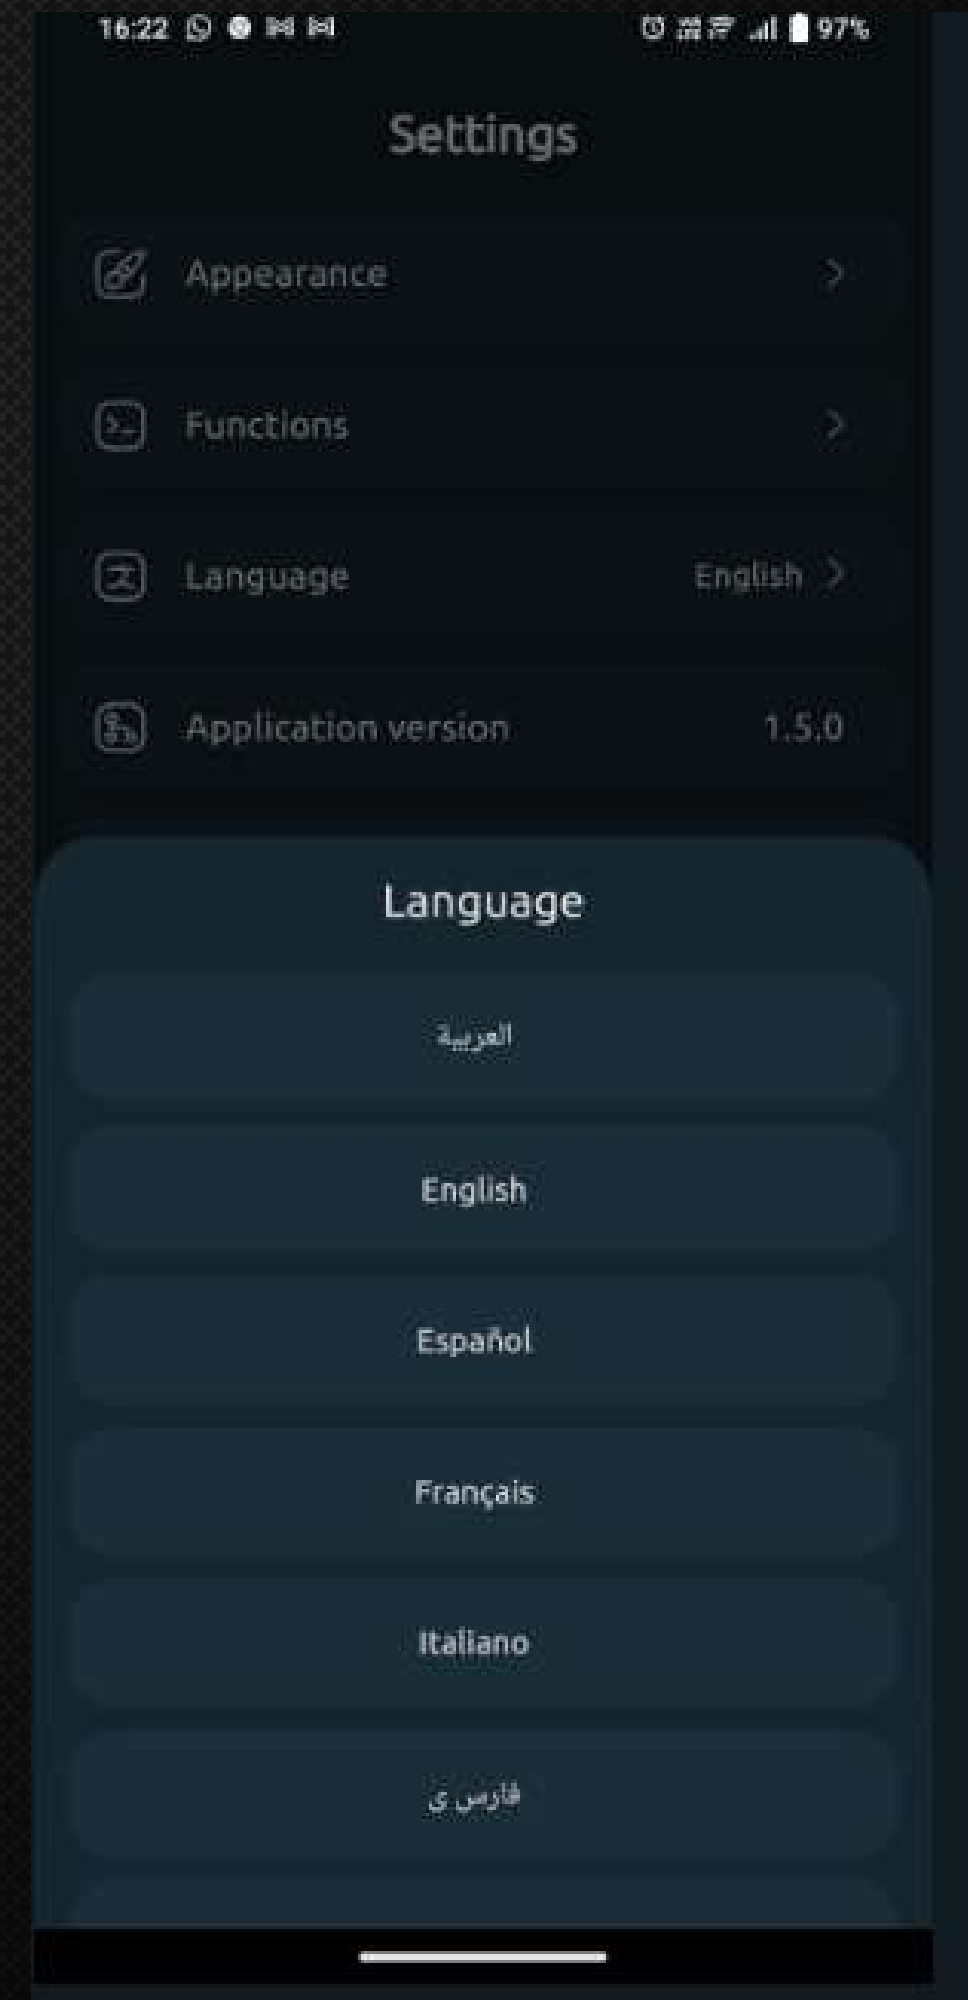 16:22 97%
Settings
Appearance
Functions
Language English
Application version 1.5.0
Language
العربية
English
Español
Français
Italiano
فارس ی